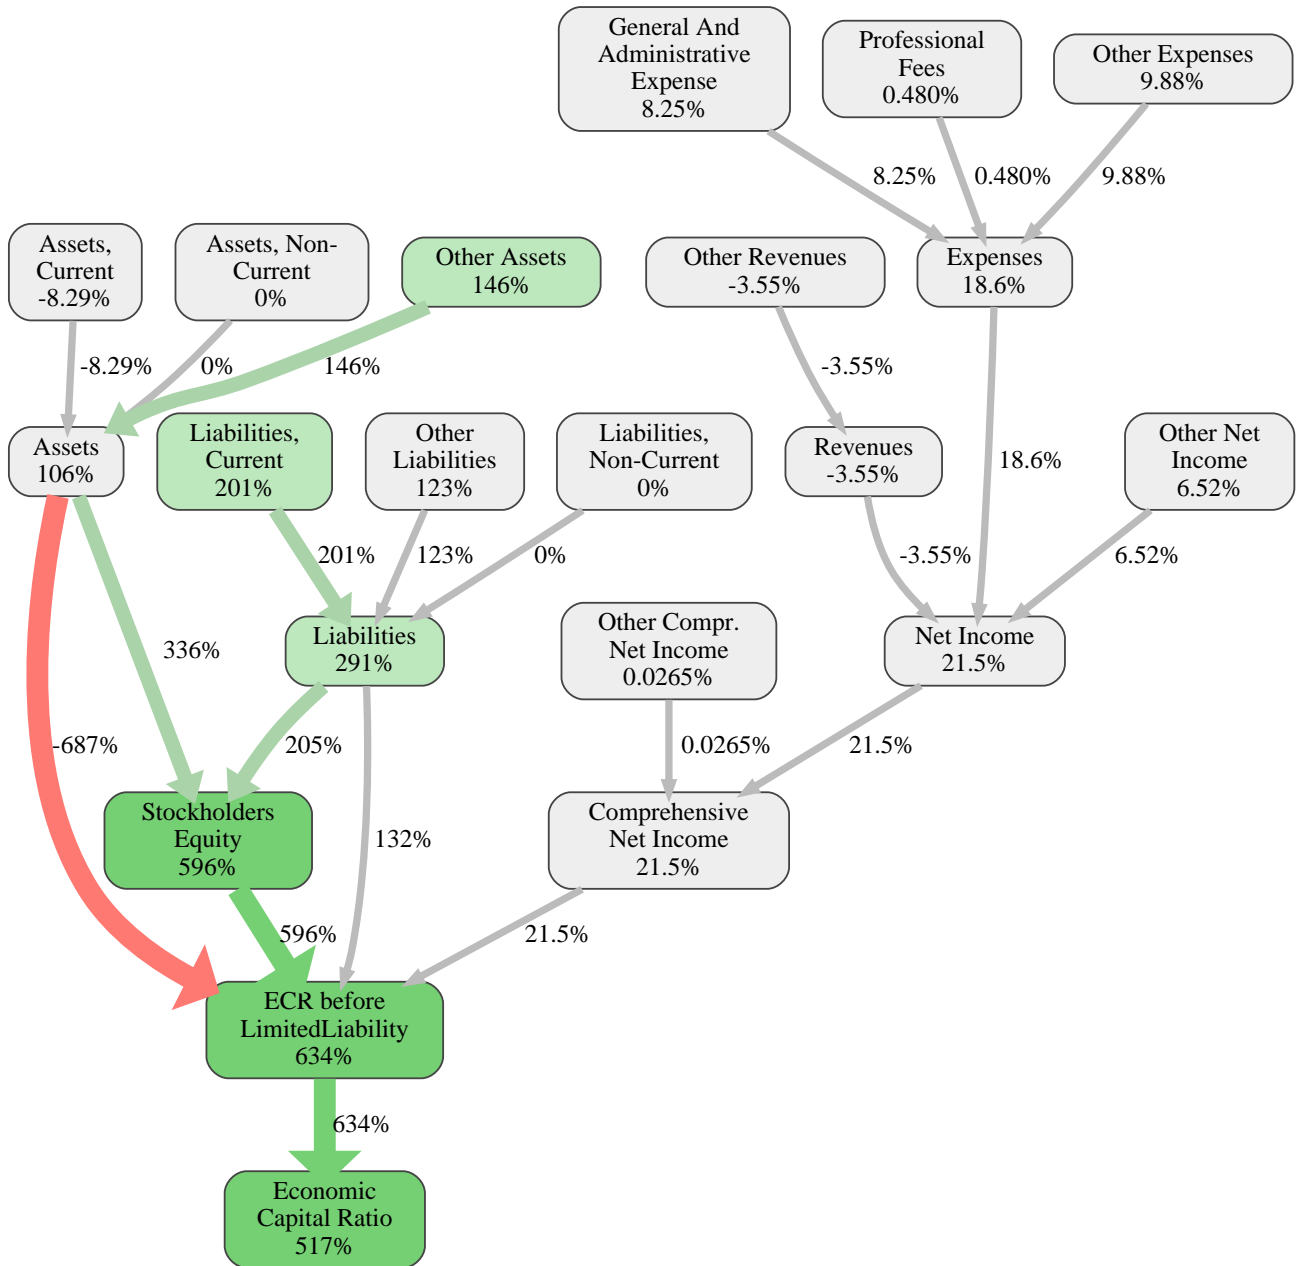 General And
Administrative
Expense
8.25%
Professional
Fees
0.480%
Other Expenses
9.88%
8.25%
0.480%
9.88%
Assets,
Current
-8.29%
Assets, Non-
Current
0%
Other Assets
146%
Other Revenues
-3.55%
Expenses
18.6%
-8.29%
0%
146%
-3.55%
Assets
106%
Liabilities,
Current
201%
Other
Liabilities
123%
Liabilities,
Non-Current
0%
Revenues
-3.55%
18.6%
Other Net
Income
6.52%
201%
123%
0%
-3.55%
6.52%
336%
Liabilities
291%
Other Compr.
Net Income
0.0265%
Net Income
21.5%
-687%
205%
0.0265%
21.5%
Stockholders
Equity
596%
132%
Comprehensive
Net Income
21.5%
596%
21.5%
ECR before
LimitedLiability
634%
634%
Economic
Capital Ratio
517%